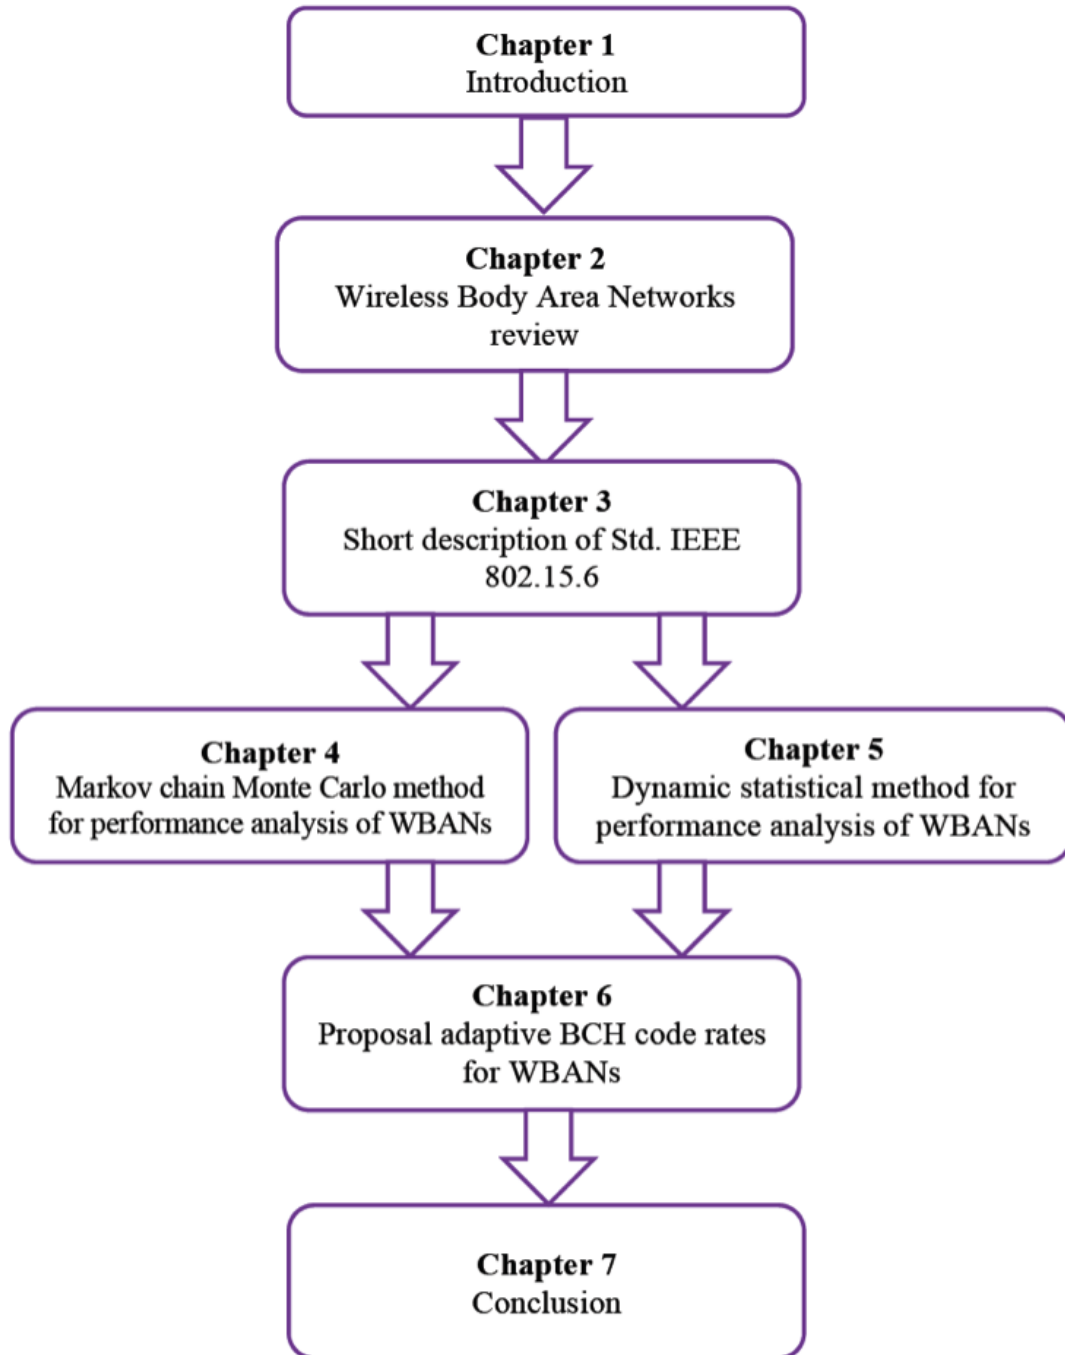 Chapter 1
Introduction
Chapter 2
Wireless Body Area Networks
review
Chapter 3
Short description of Std. IEEE
802.15.6
Chapter 4
Markov chain Monte Carlo method
for performance analysis of WBANs
Chapter 5
Dynamic statistical method for
performance analysis of WBANs
Chapter 6
Proposal adaptive BCH code rates
for WBANs
Chapter 7
Conclusion